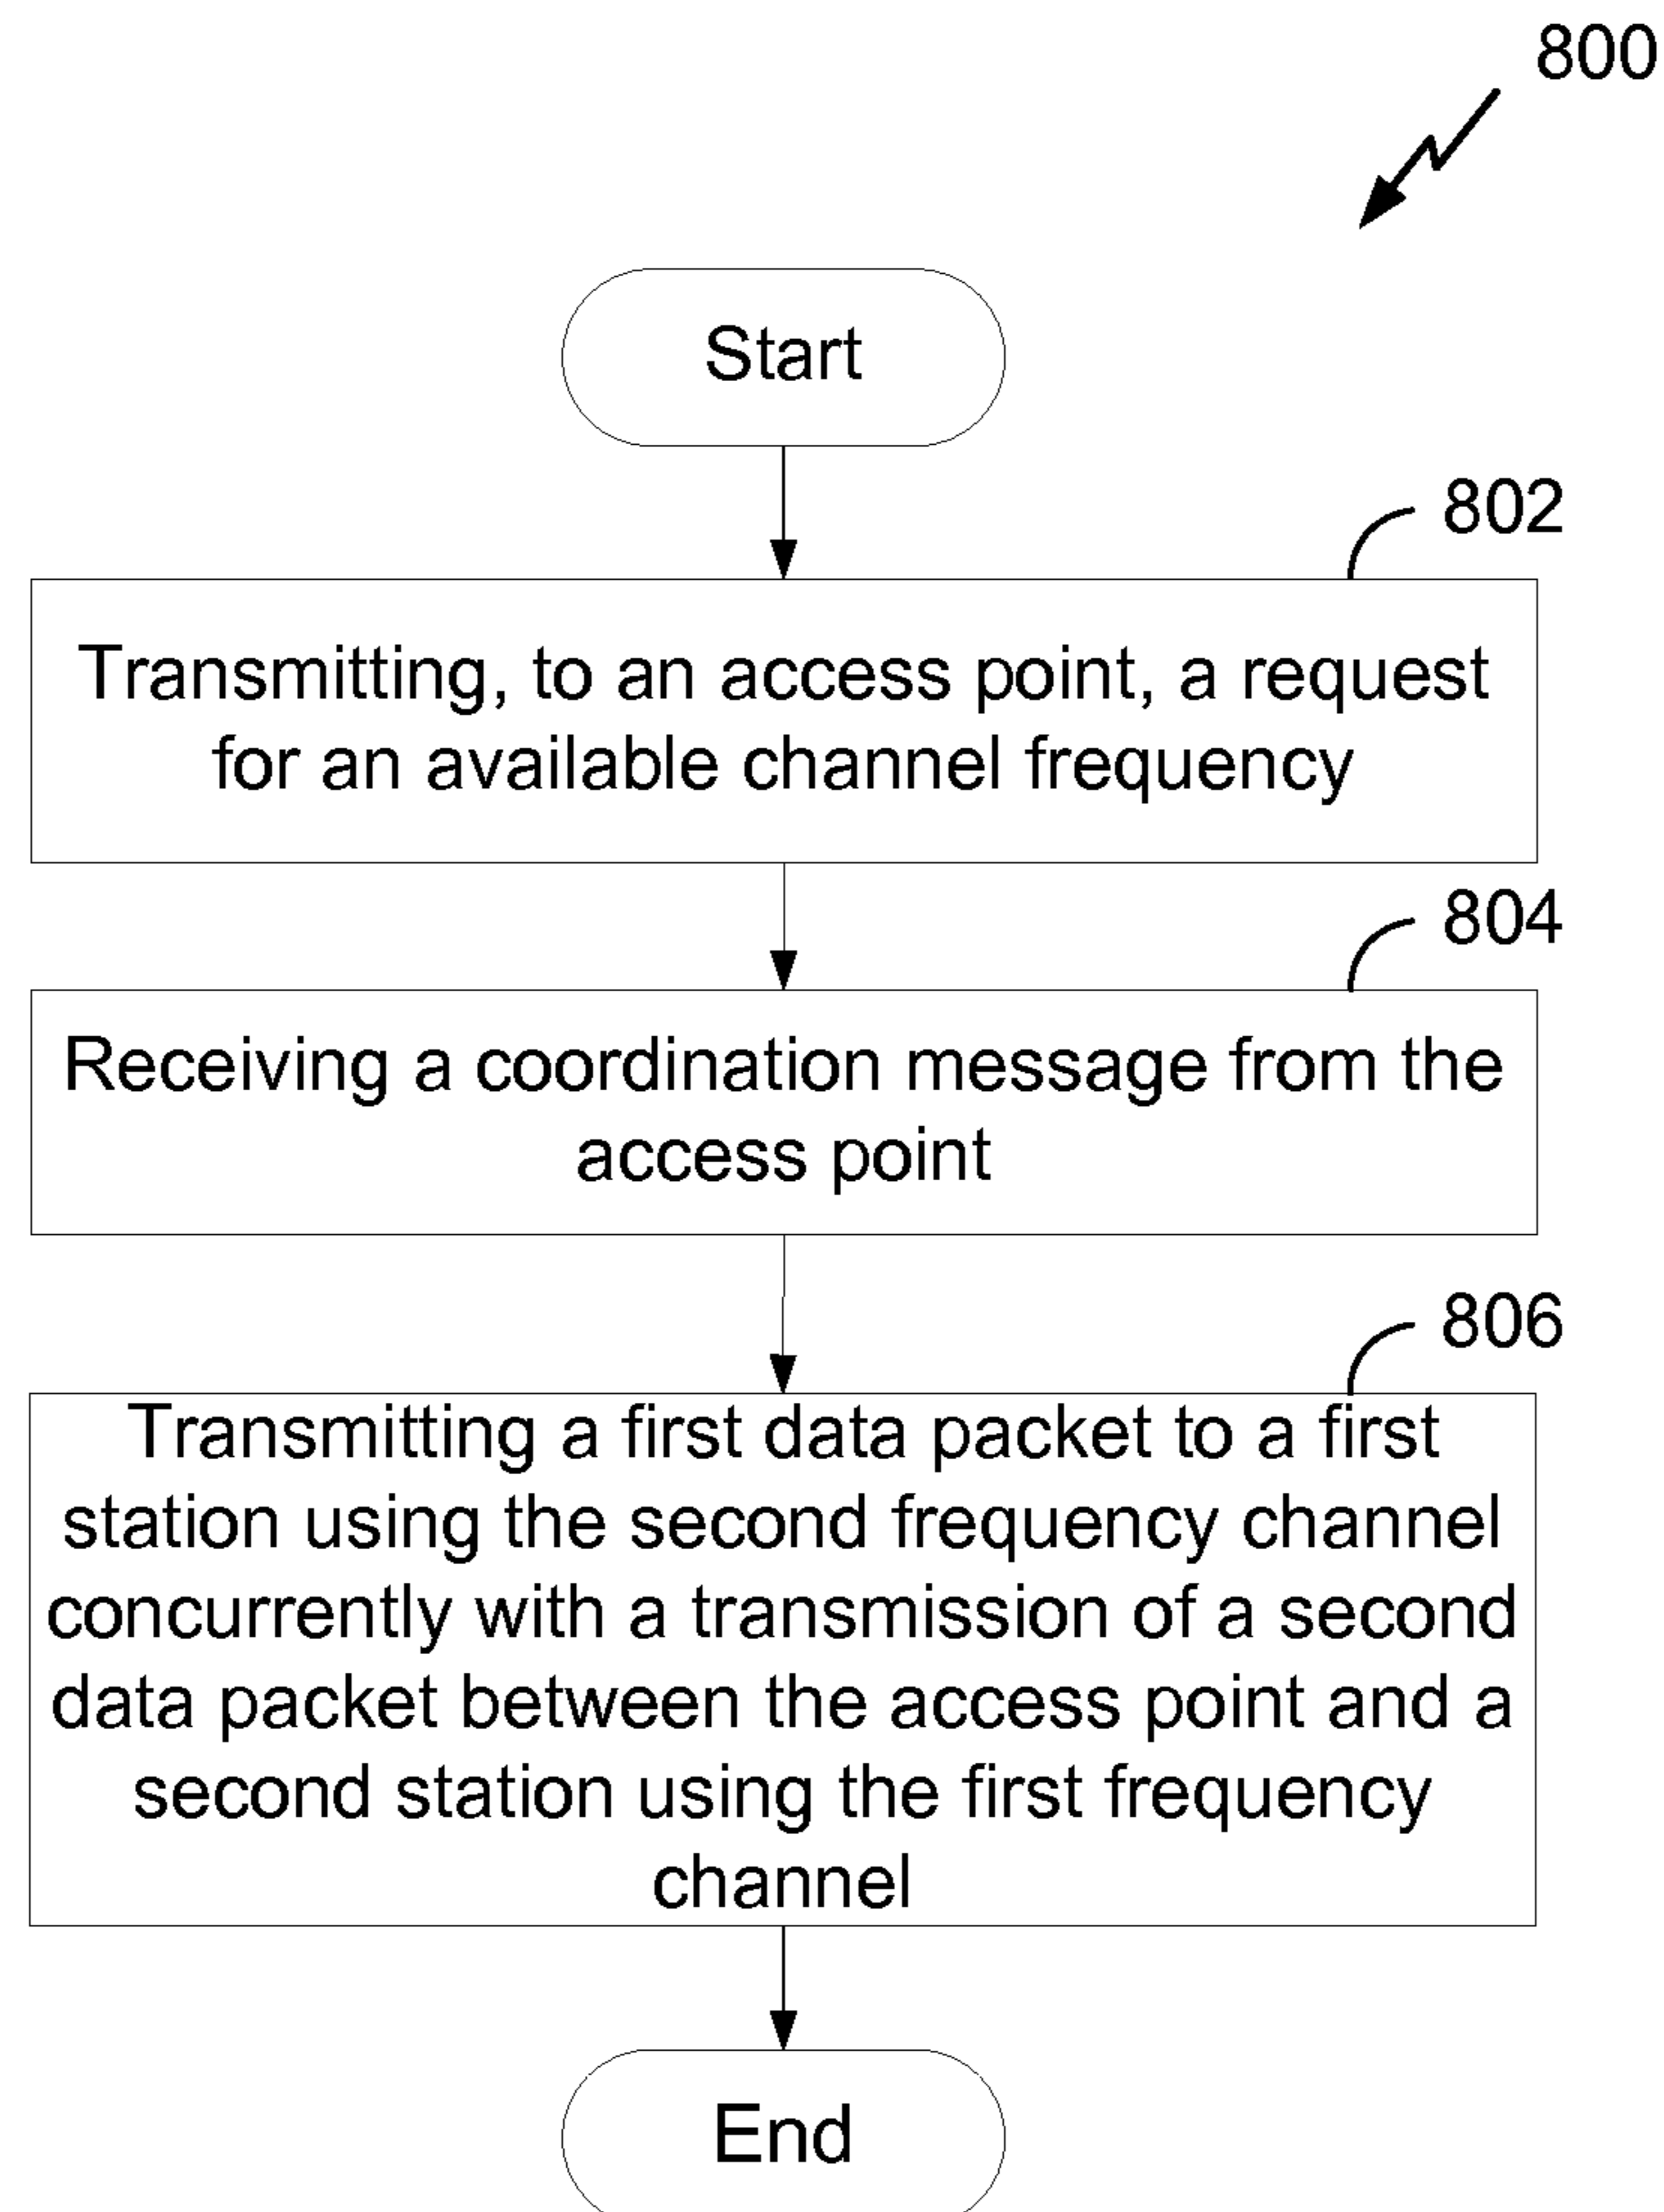 800
Start
802
Transmitting, to an access point, a request
for an available channel frequency
804
Receiving a coordination message from the
access point
806
Transmitting a first data packet to a first
station using the second frequency channel
concurrently with a transmission of a second
data packet between the access point and a
second station using the first frequency
channel
End